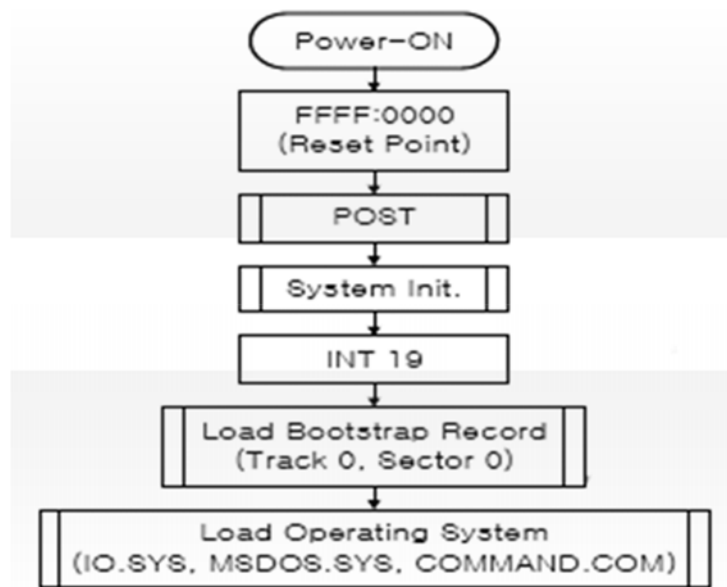 Power-ON
FFFF:0000
(Reset Point)
POST
System Init.
INT 19
Load Bootstrap Record
(Track 0, Sector 0)
Load Operating System
(IO.SYS, MSDOS.SYS, COMMAND.COM)